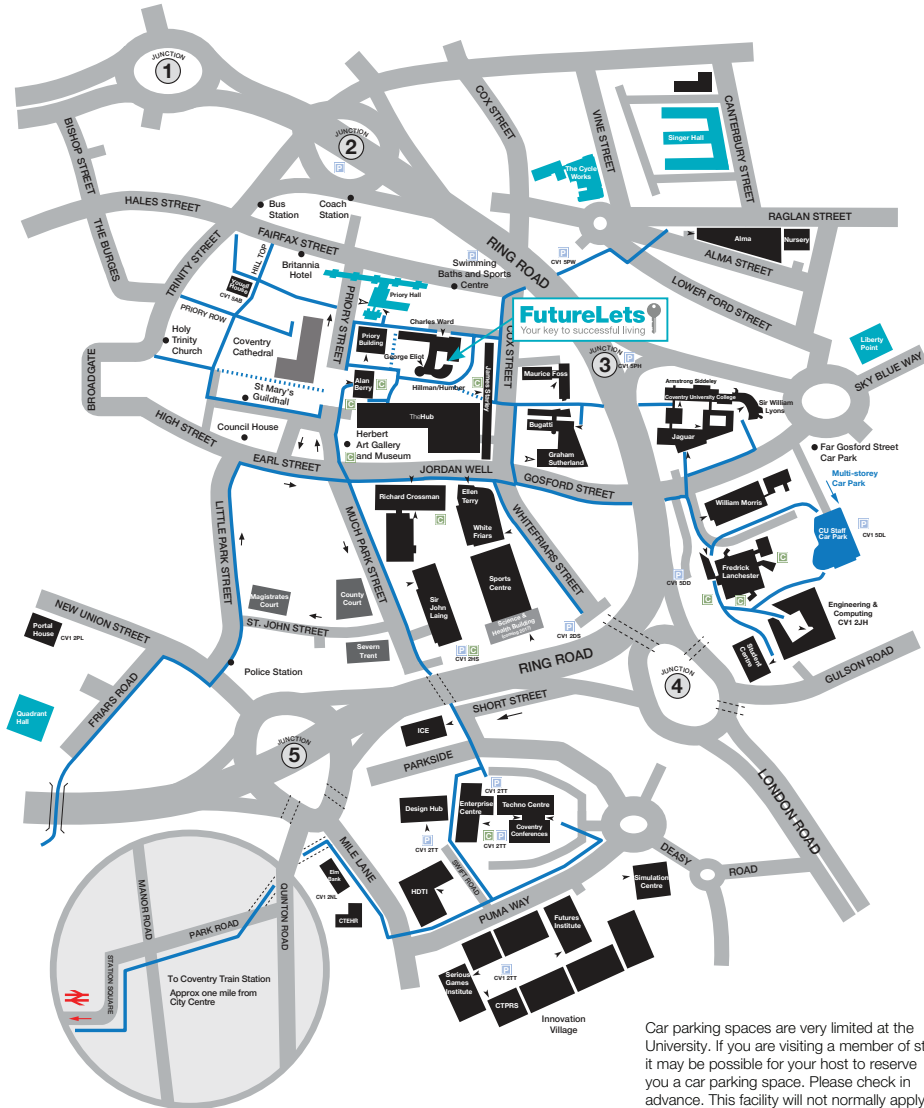 JUNCTION
1
JUNCTION
2
BISHOP STREET
COX STREET
VINE STREET
CANTERBURY STREET
Singer Hall
The Cycle
Works
HALES STREET
Bus
Station
Coach
Station
P
RAGLAN STREET
THE BURGES
TRINITY STREET
FAIRFAX STREET
HILL TOP
Britannia
Hotel
RING ROAD
P
Swimming
Baths and Sports
Centre
P
CV1 5PW
Alma
Nursery
ALMA STREET
LOWER FORD STREET
Youell
House
CV1 5AB
PRIORY ROW
PRIORY STREET
Priory Hall
Charles Ward
FutureLets
Your key to successful living
Holy
Trinity
Church
Coventry
Cathedral
Priory
Building
George Eliot
COX STREET
JUNCTION
3
P
CV1 5PH
Liberty
Point
SKY BLUE WAY
BROADGATE
St Mary's
Guildhall
Alan
Berry
C
Hillman/Humber
C
James Starley
Maurice Foss
Armstrong Siddeley
Coventry University College
Sir William
Lyons
Council House
C
TheHub
Bugatti
Jaguar
HIGH STREET
Herbert
Art Gallery
and Museum
C
Graham
Sutherland
Far Gosford Street
Car Park
EARL STREET
JORDAN WELL
GOSFORD STREET
Multi-storey
Car Park
LITTLE PARK STREET
MUCH PARK STREET
Richard Crossman
C
Ellen
Terry
White
Friars
WHITEFRIARS STREET
William Morris
CU Staff
Car Park
P
CV1 5DL
Magistrates
Court
County
Court
Sir
John
Laing
Sports
Centre
P
CV1 5DD
Fredrick
Lanchester
C
C
C
NEW UNION STREET
Portal
House
CV1 2PL
ST. JOHN STREET
Severn
Trent
Science &
Health Building
P
CV1 2DS
Engineering &
Computing
CV1 2JH
Student
Centre
Police Station
P
C
CV1 2HS
RING ROAD
JUNCTION
4
GULSON ROAD
FRIARS ROAD
Quadrant
Hall
SHORT STREET
JUNCTION
5
ICE
PARKSIDE
LONDON ROAD
P
CV1 2TT
Design Hub
P
CV1 2TT
Enterprise
Centre
Techno Centre
Coventry
Conferences
C
P
CV1 2TT
MILE LANE
Elm
Bank
CV1 2NL
CTEHR
HDTI
SWIFT ROAD
PUMA WAY
DEASY
ROAD
Simulation
Centre
MANOR ROAD
QUINTON ROAD
PARK ROAD
STATION SQUARE
To Coventry Train Station
Approx one mile from
City Centre
Futures
Institute
P
CV1 2TT
Serious
Games
Institute
CTPRS
Innovation
Village
Car parking spaces are very limited at the
University. If you are visiting a member of st
it may be possible for your host to reserve
you a car parking space. Please check in
advance. This facility will not normally apply